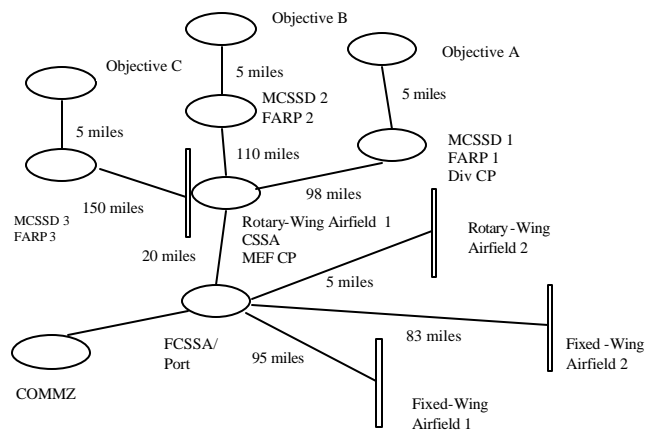 Objective B
Objective C
Objective A
5 miles
5 miles
MCSSD 2
FARP 2
5 miles
MCSSD 1
FARP 1
Div CP
110 miles
98 miles
150 miles
MCSSD 3
FARP 3
Rotary-Wing Airfield 1
CSSA
MEF CP
Rotary-Wing
Airfield 2
20 miles
5 miles
83 miles
FCSSA/
Port
95 miles
Fixed-Wing
Airfield 2
COMMZ
Fixed-Wing
Airfield 1